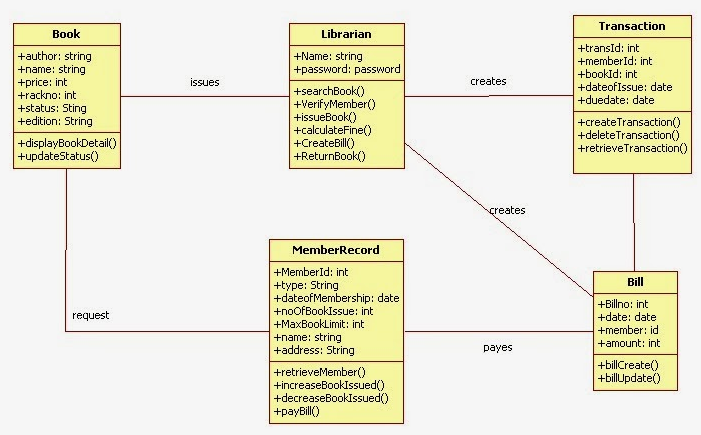 Book
+author: string
+name: string
+price: int
+rackno: int
+status: Sting
+edition: String
+displayBookDetail()
+updateStatus()
issues
Librarian
+Name: string
+password: password
+searchBook()
+VerifyMember()
+issueBook()
+calculateFine()
+CreateBill()
+ReturnBook()
creates
Transaction
+transId: int
+memberId: int
+bookId: int
+dateofIssue: date
+duedate: date
+createTransaction()
+deleteTransaction()
+retrieveTransaction()
creates
request
MemberRecord
+MemberId: int
+type: String
+dateofMembership: date
+noOfBookIssue: int
+MaxBookLimit: int
+name: string
+address: String
+retrieveMember()
+increaseBookIssued()
+decreaseBookIssued()
+payBill()
payes
Bill
+Billno: int
+date: date
+member: id
+amount: int
+billCreate()
+billUpdate()